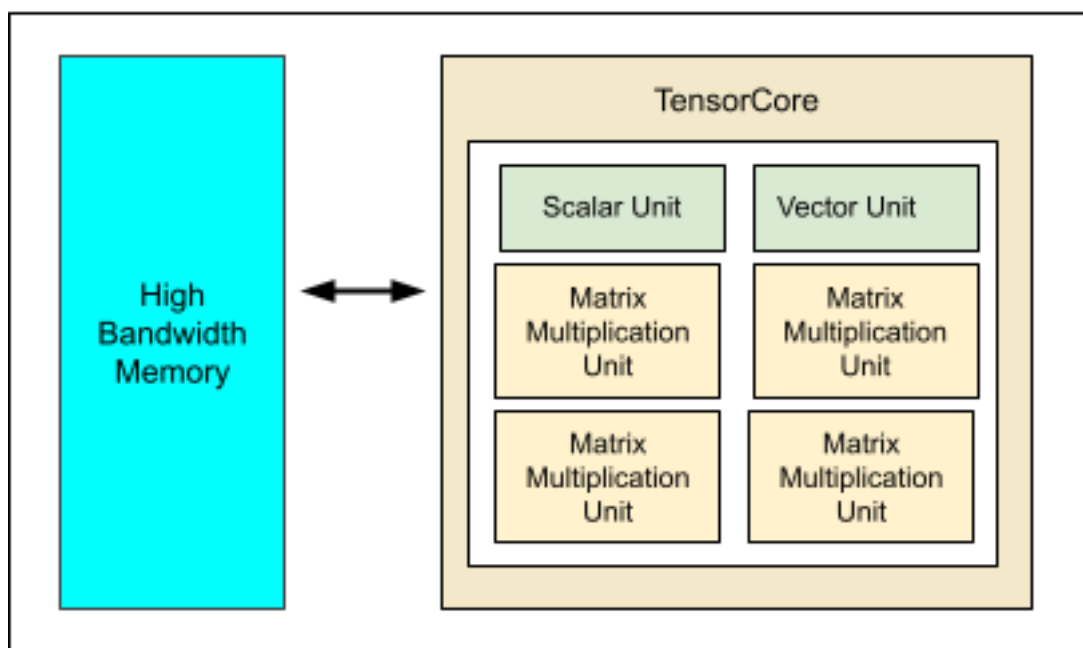 TensorCore
Scalar Unit
Vector Unit
High
Bandwidth
Memory
Matrix
Multiplication
Unit
Matrix
Multiplication
Unit
Matrix
Multiplication
Unit
Matrix
Multiplication
Unit